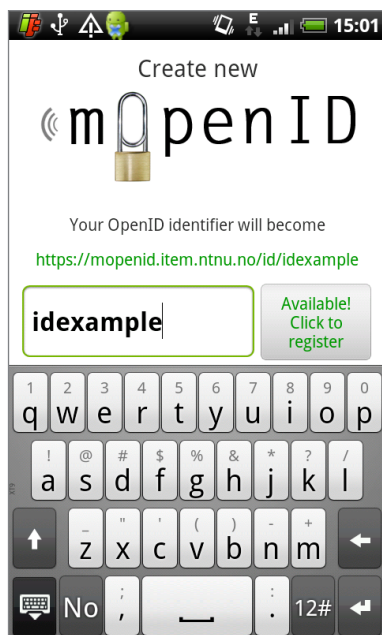 E
15:01
Create new
mOpenID
Your OpenID identifier will become
https://mopenid.item.ntnu.no/id/idexample
idexample
Available!
Click to
register
1 2 3 4 5 6 7 8 9 0
q w e r t y u i o p
! @ # $ % & * ? /
a s d f g h j k l
_ " ' ( ) - +
z x c v b n m
; :
No , . 12#